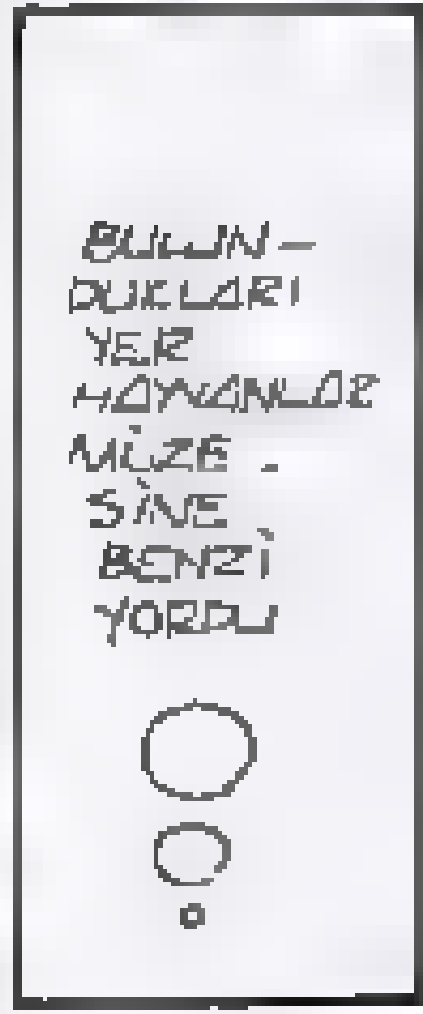 BULUN-
DUKLARI
YER
HAYVANLAR
MÜZE-
SİNE
BENZİ
YORDU